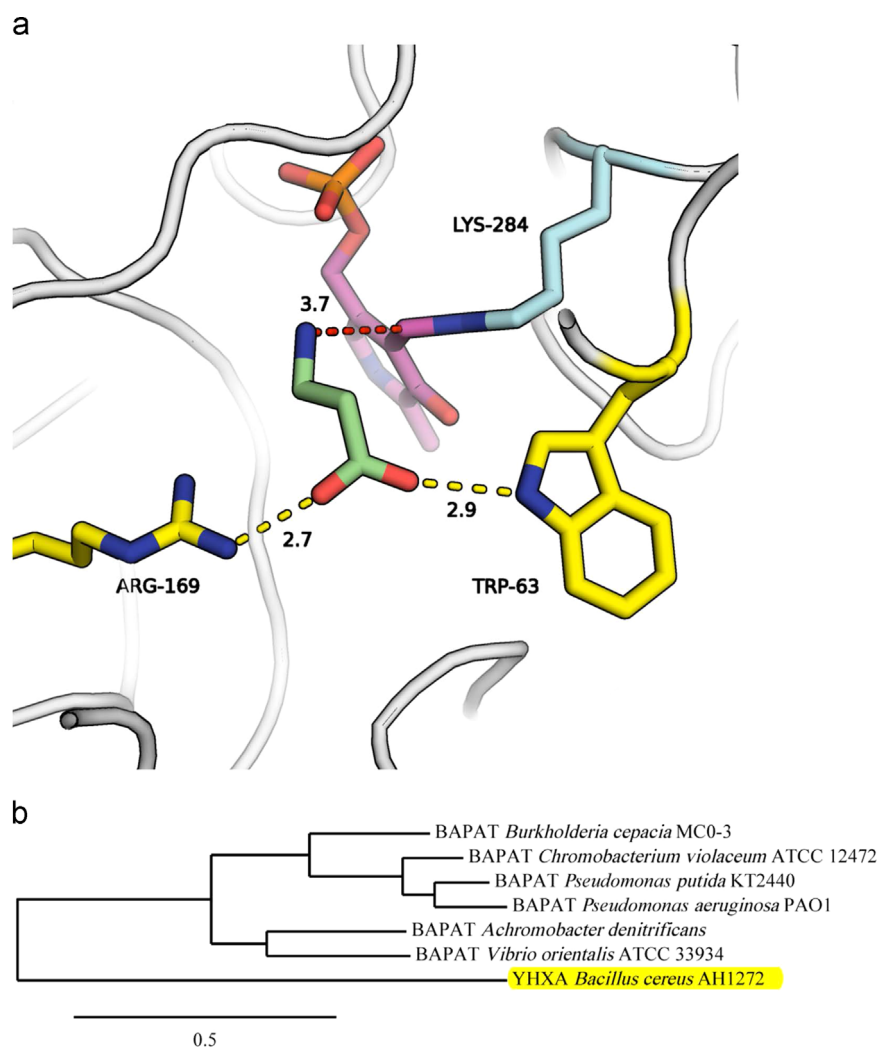 a
LYS-284
3.7
2.9
2.7
ARG-169
TRP-63
b
BAPAT Burkholderia cepacia MC0-3
BAPAT Chromobacterium violaceum ATCC 12472
BAPAT Pseudomonas putida KT2440
BAPAT Pseudomonas aeruginosa PAO1
BAPAT Achromobacter denitrificans
BAPAT Vibrio orientalis ATCC 33934
YHXA Bacillus cereus AH1272
0.5